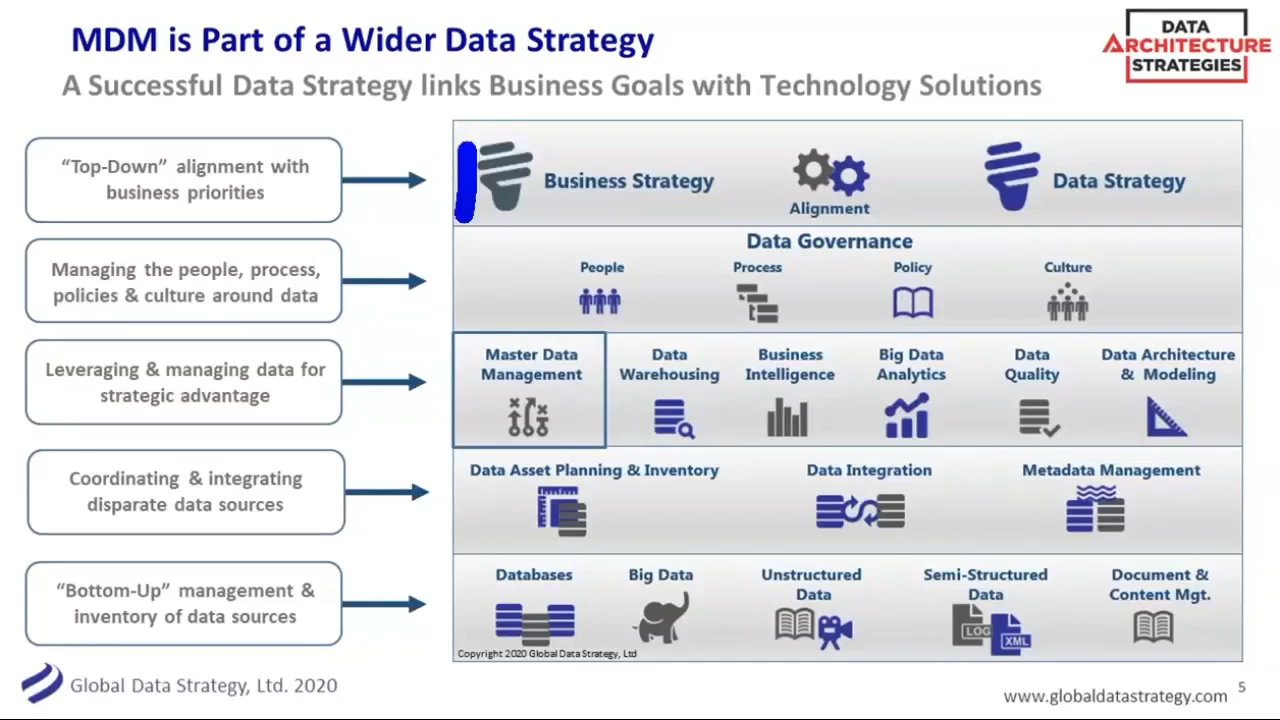 MDM is Part of a Wider Data Strategy
DATA
ARCHITECTURE
STRATEGIES
A Successful Data Strategy links Business Goals with Technology Solutions
“Top-Down” alignment with
business priorities
Business Strategy
Alignment
Data Strategy
Managing the people, process,
policies & culture around data
Data Governance
People
Process
Policy
Culture
Leveraging & managing data for
strategic advantage
Master Data
Management
Data
Warehousing
Business
Intelligence
Big Data
Analytics
Data
Quality
Data Architecture
& Modeling
Coordinating & integrating
disparate data sources
Data Asset Planning & Inventory
Data Integration
Metadata Management
“Bottom-Up” management &
inventory of data sources
Databases
Big Data
Unstructured
Data
Semi-Structured
Data
LOG
XML
Document &
Content Mgt.
Copyright 2020 Global Data Strategy, Ltd
Global Data Strategy, Ltd. 2020
www.globaldatastrategy.com
5